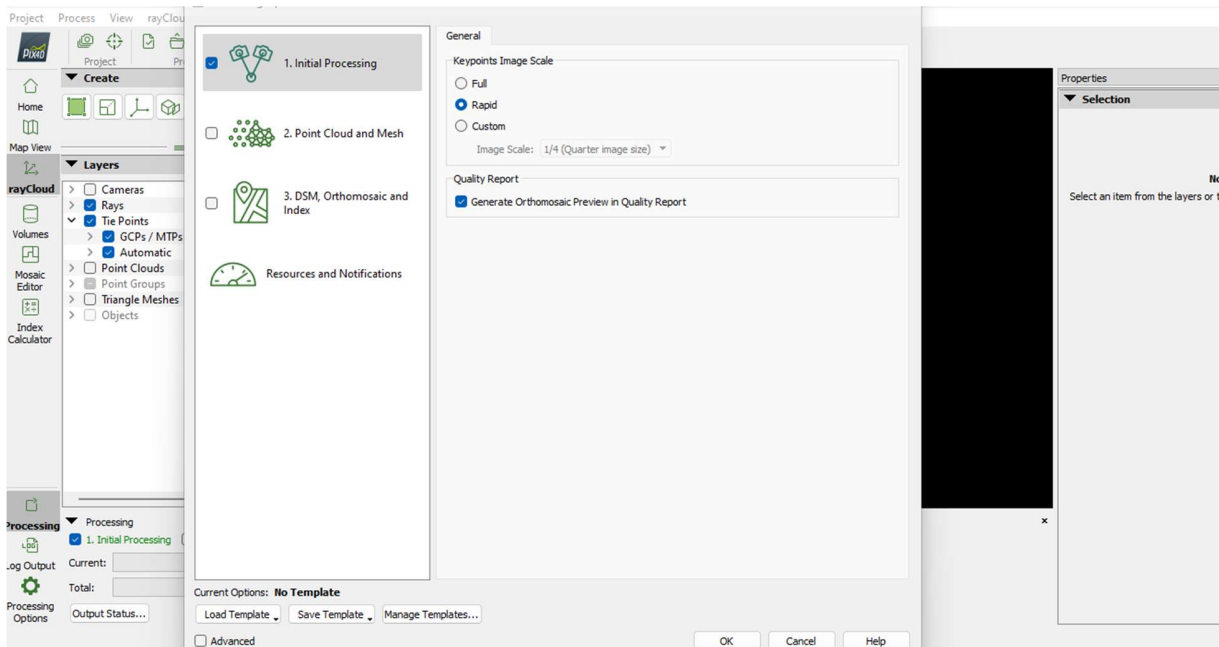 Project Process View rayClou
PIX4D
Project Pr
Home
Map View
rayCloud
Volumes
Mosaic
Editor
Index
Calculator
Processing
Log Output
Processing
Options
Create
Layers
Cameras
Rays
Tie Points
GCPs / MTPs
Automatic
Point Clouds
Point Groups
Triangle Meshes
Objects
Processing
1. Initial Processing
Current:
Total:
Output Status...
1. Initial Processing
2. Point Cloud and Mesh
3. DSM, Orthomosaic and
Index
Resources and Notifications
General
Keypoints Image Scale
Full
Rapid
Custom
Image Scale: 1/4 (Quarter image size)
Quality Report
Generate Orthomosaic Preview in Quality Report
Current Options: No Template
Load Template Save Template Manage Templates...
Advanced
OK Cancel Help
Properties
Selection
No
Select an item from the layers or t